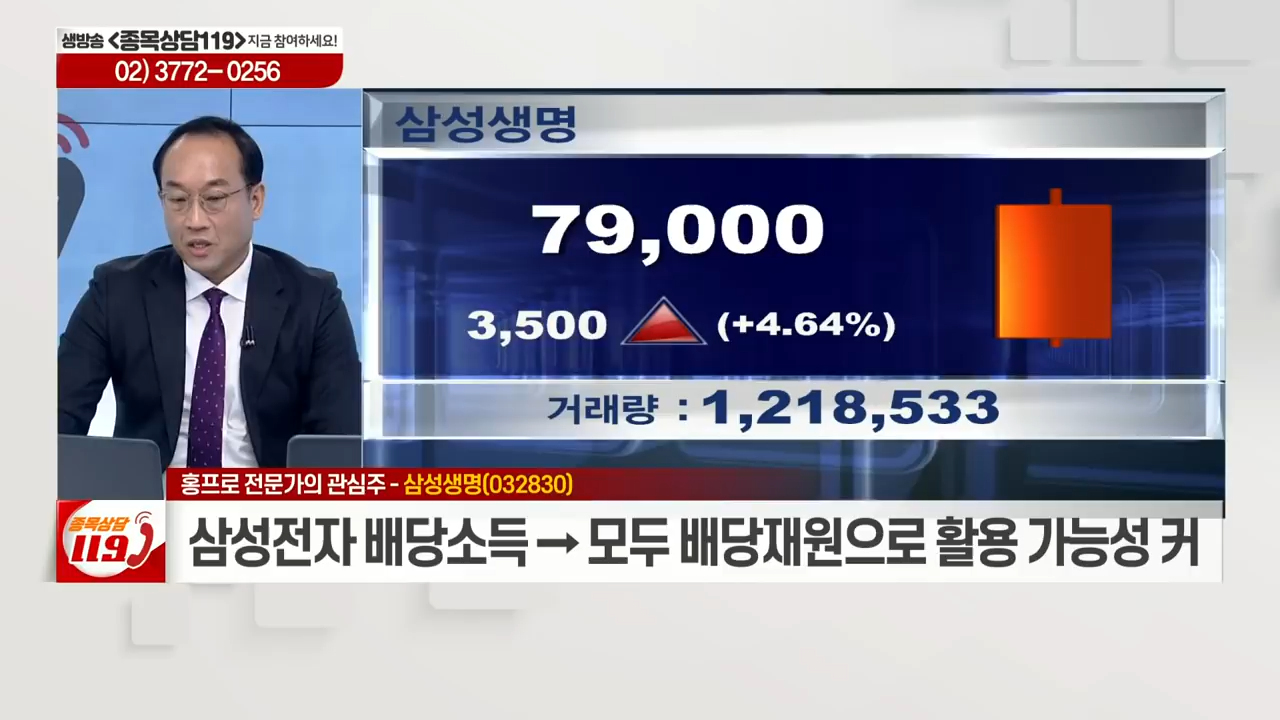 생방송 <종목상담119> 지금 참여하세요!
02) 3772-0256
삼성생명
79,000
3,500 ▲ (+4.64%)
거래량 : 1,218,533
홍프로 전문가의 관심주 - 삼성생명(032830)
종목상담
119
삼성전자 배당소득 → 모두 배당재원으로 활용 가능성 커